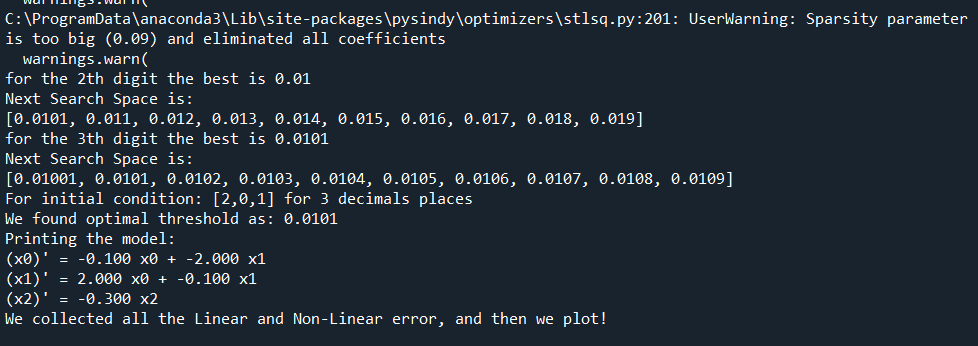 warnings.warn(
C:\ProgramData\anaconda3\Lib\site-packages\pysindy\optimizers\stlsq.py:201: UserWarning: Sparsity parameter
is too big (0.09) and eliminated all coefficients
  warnings.warn(
for the 2th digit the best is 0.01
Next Search Space is:
[0.0101, 0.011, 0.012, 0.013, 0.014, 0.015, 0.016, 0.017, 0.018, 0.019]
for the 3th digit the best is 0.0101
Next Search Space is:
[0.01001, 0.0101, 0.0102, 0.0103, 0.0104, 0.0105, 0.0106, 0.0107, 0.0108, 0.0109]
For initial condition: [2,0,1] for 3 decimals places
We found optimal threshold as: 0.0101
Printing the model:
(x0)' = -0.100 x0 + -2.000 x1
(x1)' = 2.000 x0 + -0.100 x1
(x2)' = -0.300 x2
We collected all the Linear and Non-Linear error, and then we plot!